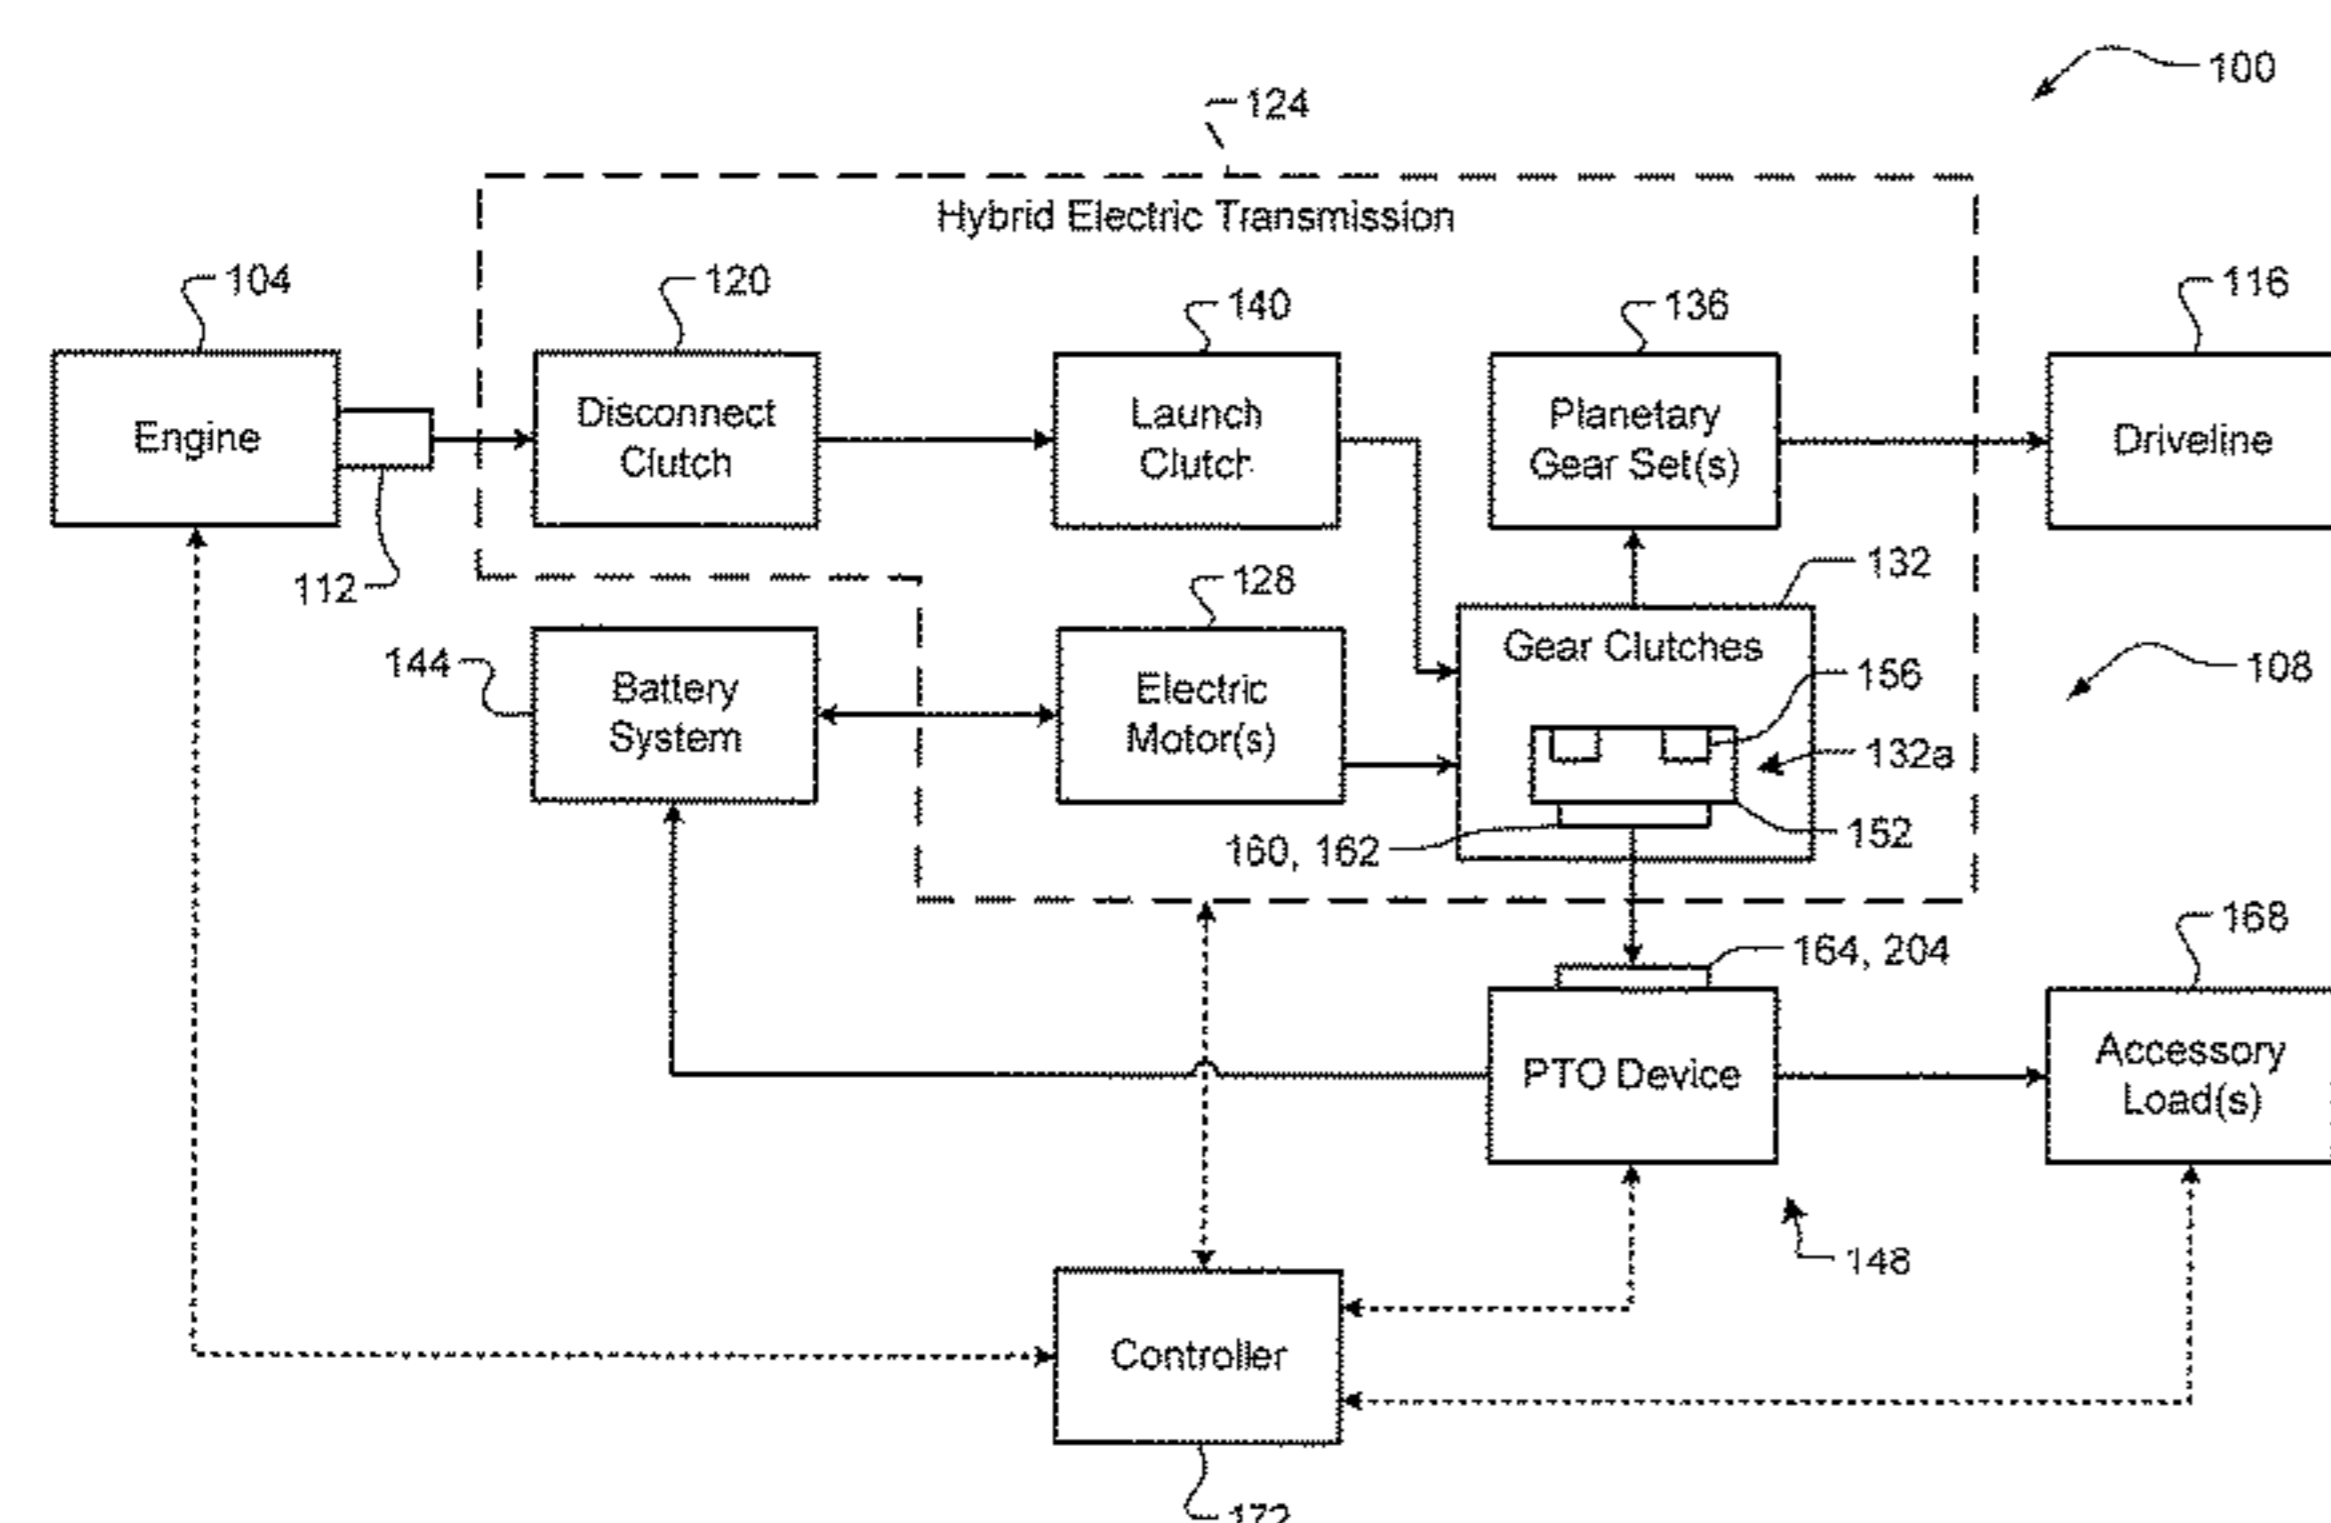 100
124
Hybrid Electric Transmission
104
120
140
136
116
Engine
Disconnect
Clutch
Launch
Clutch
Planetary
Gear Set(s)
Driveline
112
128
132
144
Battery
System
Electric
Motor(s)
Gear Clutches
156
108
132a
160, 162
152
164, 204
168
PTO Device
Accessory
Load(s)
148
Controller
172